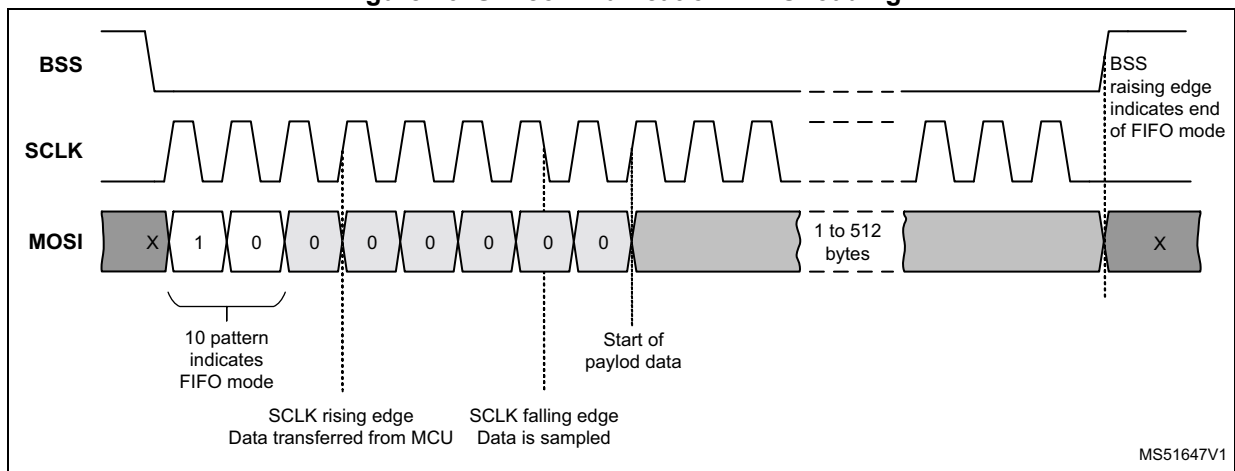 BSS
BSS
raising edge
indicates end
of FIFO mode
SCLK
MOSI
X 1 0 0 0 0 0 0 0
1 to 512
bytes
X
10 pattern
indicates
FIFO mode
Start of
paylod data
SCLK rising edge
Data transferred from MCU
SCLK falling edge
Data is sampled
MS51647V1